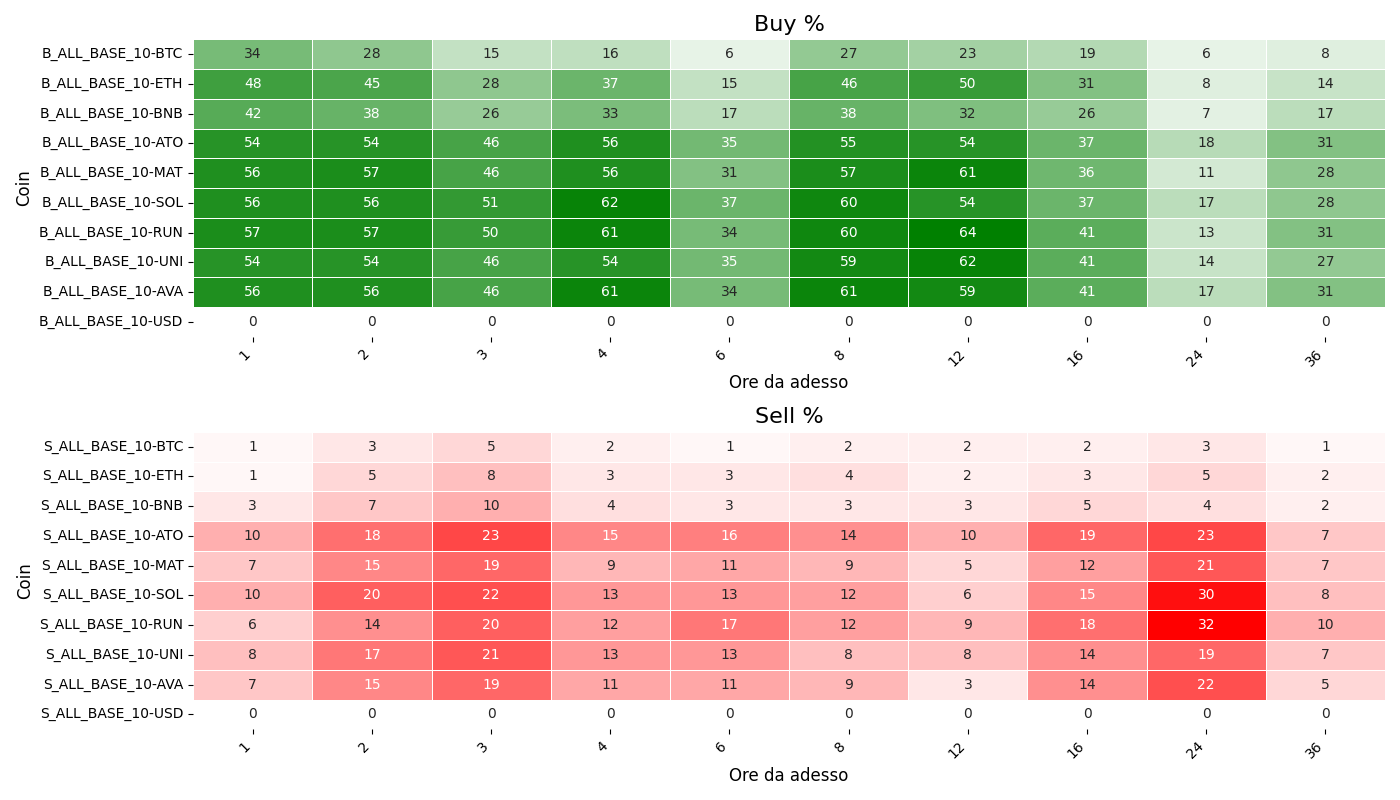 Buy %
Coin
B_ALL_BASE_10-BTC 34 28 15 16 6 27 23 19 6 8
B_ALL_BASE_10-ETH 48 45 28 37 15 46 50 31 8 14
B_ALL_BASE_10-BNB 42 38 26 33 17 38 32 26 7 17
B_ALL_BASE_10-ATO 54 54 46 56 35 55 54 37 18 31
B_ALL_BASE_10-MAT 56 57 46 56 31 57 61 36 11 28
B_ALL_BASE_10-SOL 56 56 51 62 37 60 54 37 17 28
B_ALL_BASE_10-RUN 57 57 50 61 34 60 64 41 13 31
B_ALL_BASE_10-UNI 54 54 46 54 35 59 62 41 14 27
B_ALL_BASE_10-AVA 56 56 46 61 34 61 59 41 17 31
B_ALL_BASE_10-USD 0 0 0 0 0 0 0 0 0 0
1 2 3 4 6 8 12 16 24 36
Ore da adesso
Sell %
Coin
S_ALL_BASE_10-BTC 1 3 5 2 1 2 2 2 3 1
S_ALL_BASE_10-ETH 1 5 8 3 3 4 2 3 5 2
S_ALL_BASE_10-BNB 3 7 10 4 3 3 3 5 4 2
S_ALL_BASE_10-ATO 10 18 23 15 16 14 10 19 23 7
S_ALL_BASE_10-MAT 7 15 19 9 11 9 5 12 21 7
S_ALL_BASE_10-SOL 10 20 22 13 13 12 6 15 30 8
S_ALL_BASE_10-RUN 6 14 20 12 17 12 9 18 32 10
S_ALL_BASE_10-UNI 8 17 21 13 13 8 8 14 19 7
S_ALL_BASE_10-AVA 7 15 19 11 11 9 3 14 22 5
S_ALL_BASE_10-USD 0 0 0 0 0 0 0 0 0 0
1 2 3 4 6 8 12 16 24 36
Ore da adesso